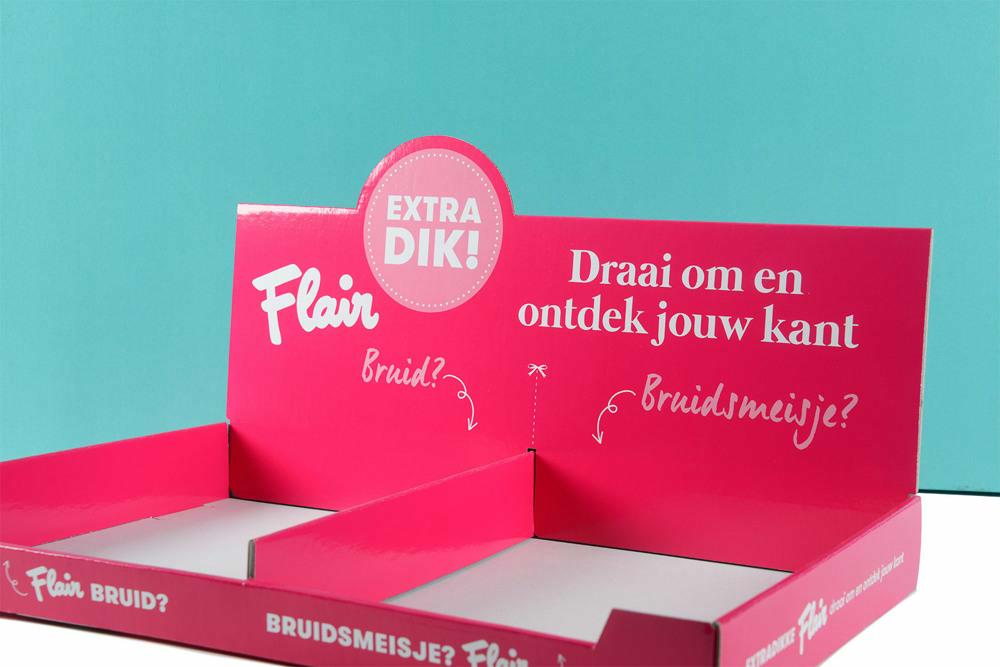 EXTRA
DIK!
Flair
Draai om en
ontdek jouw kant
Bruid?
Bruidsmeisje?
Flair BRUID?
BRUIDSMEISJE? Flair
EXTRADIKKE Flair draai om en ontdek jouw kant